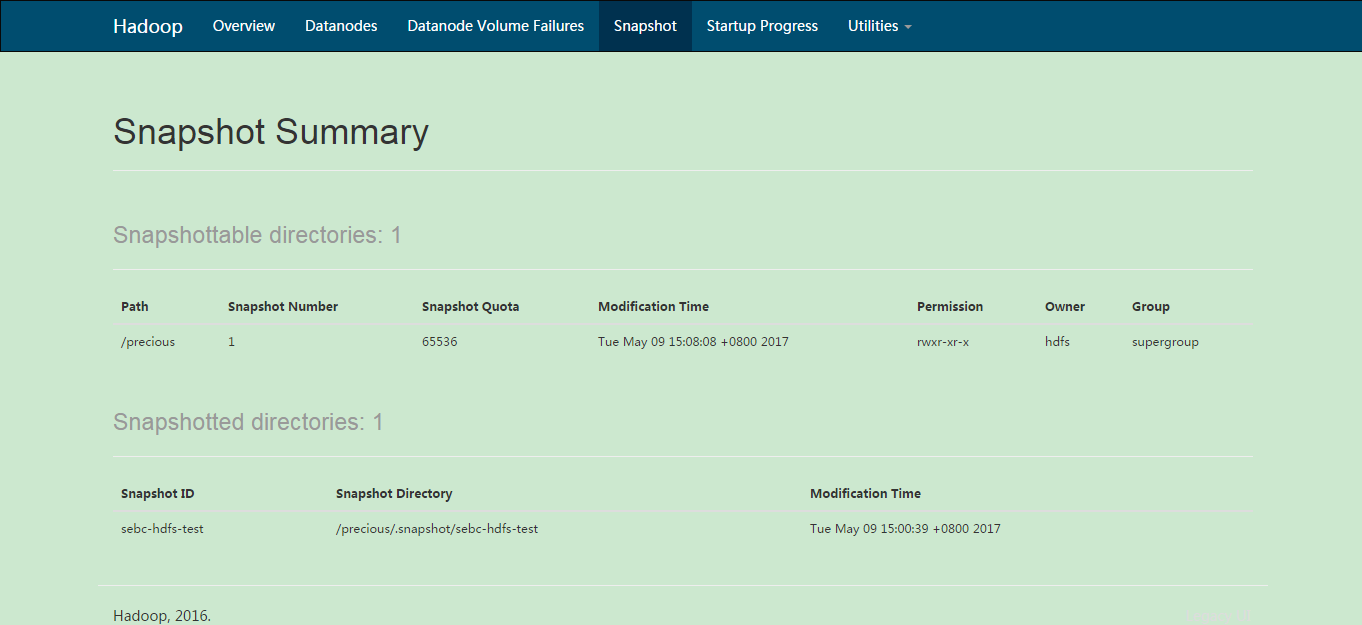 Hadoop Overview Datanodes Datanode Volume Failures Snapshot Startup Progress Utilities
Snapshot Summary
Snapshottable directories: 1
Path Snapshot Number Snapshot Quota Modification Time Permission Owner Group
/precious 1 65536 Tue May 09 15:08:08 +0800 2017 rwxr-xr-x hdfs supergroup
Snapshotted directories: 1
Snapshot ID Snapshot Directory Modification Time
sebc-hdfs-test /precious/.snapshot/sebc-hdfs-test Tue May 09 15:00:39 +0800 2017
Hadoop, 2016.